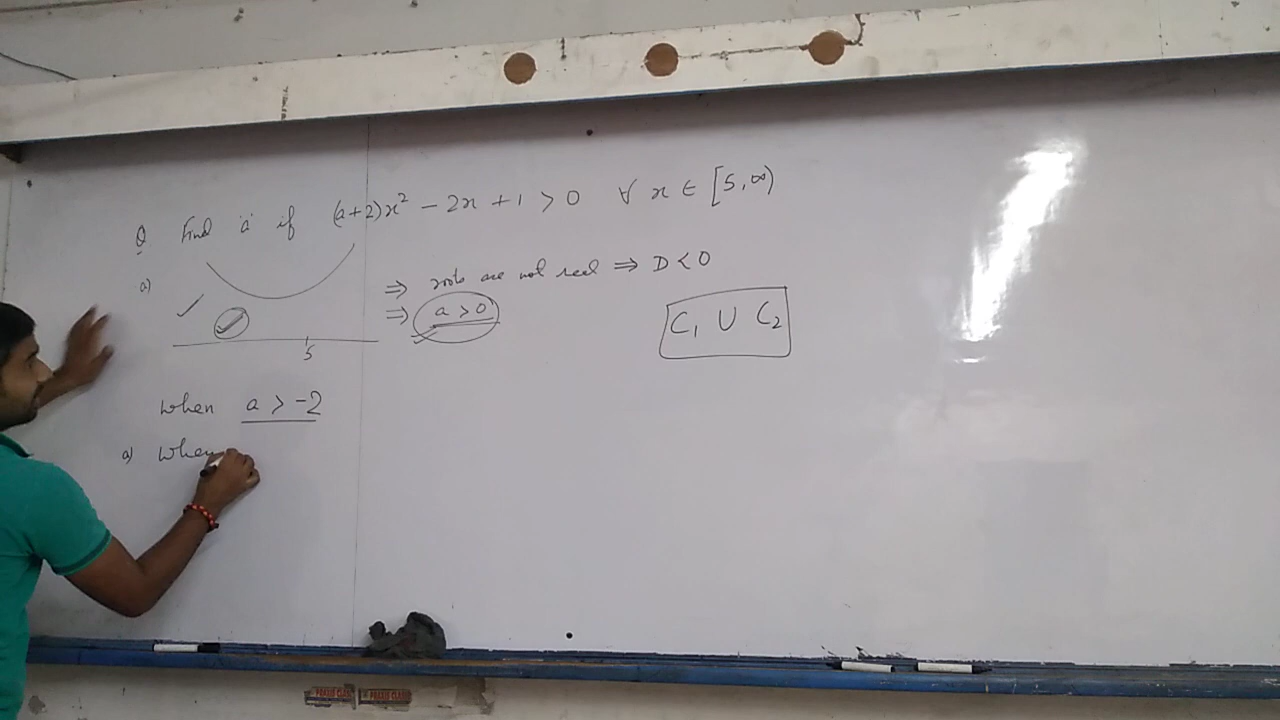 Q Find 'a' if (a+2)x² - 2x + 1 > 0 ∀ x ∈ [5,∞)
a) ⇒ roots are not real ⇒ D < 0
⇒ a > 0
C₁ ∪ C₂
5
when a > -2
a) When